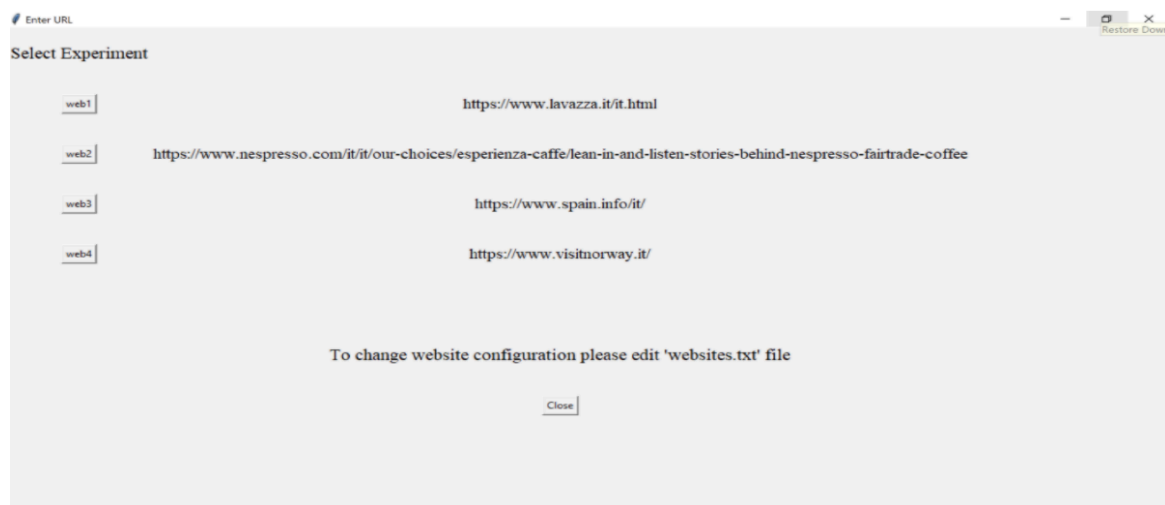 Enter URL
Restore Down
Select Experiment
web1 https://www.lavazza.it/it.html
web2 https://www.nespresso.com/it/it/our-choices/esperienza-caffe/lean-in-and-listen-stories-behind-nespresso-fairtrade-coffee
web3 https://www.spain.info/it/
web4 https://www.visitnorway.it/
To change website configuration please edit 'websites.txt' file
Close